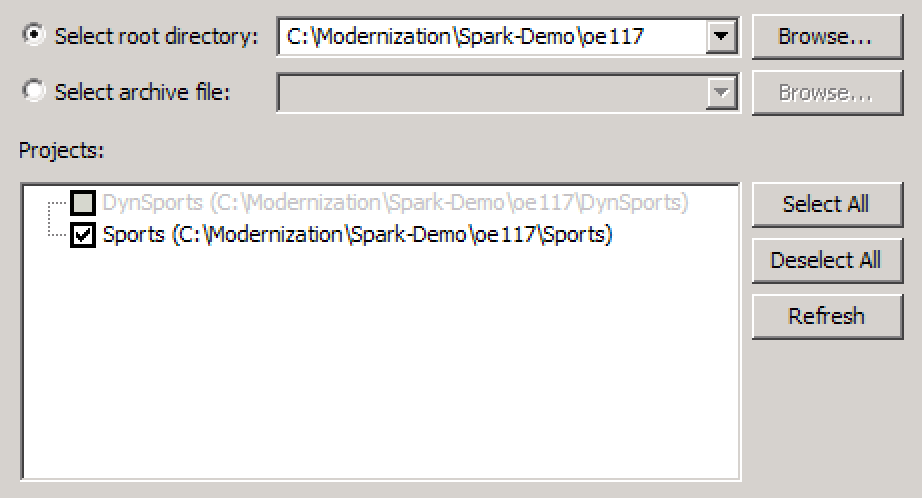 Select root directory: C:\Modernization\Spark-Demo\oe117 Browse...
Select archive file: Browse...
Projects:
DynSports (C:\Modernization\Spark-Demo\oe117\DynSports) Select All
Sports (C:\Modernization\Spark-Demo\oe117\Sports)
Deselect All
Refresh